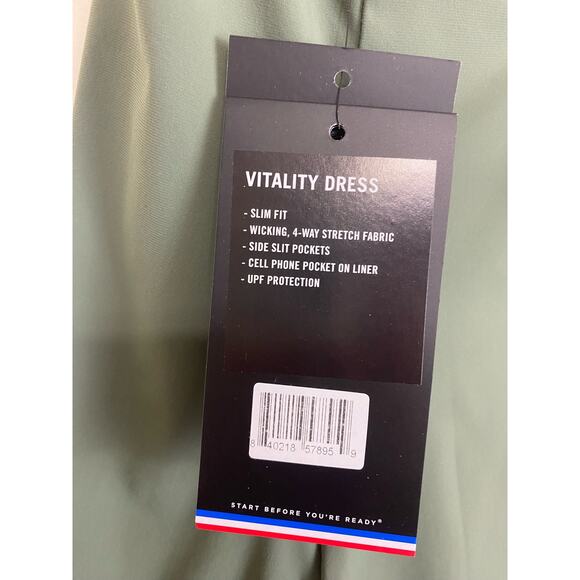 VITALITY DRESS
- SLIM FIT
- WICKING, 4-WAY STRETCH FABRIC
- SIDE SLIT POCKETS
- CELL PHONE POCKET ON LINER
- UPF PROTECTION
8 40218 57895 9
START BEFORE YOU'RE READY®